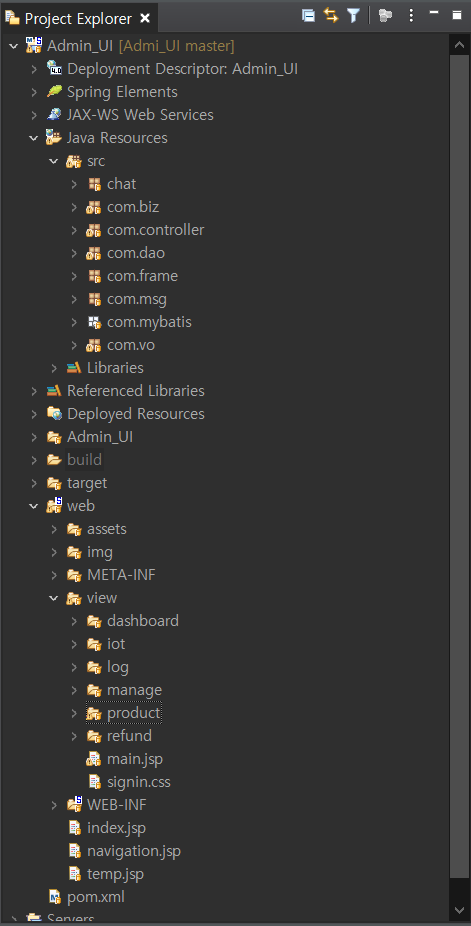 Project Explorer
Admin_UI [Admi_UI master]
Deployment Descriptor: Admin_UI
Spring Elements
JAX-WS Web Services
Java Resources
src
chat
com.biz
com.controller
com.dao
com.frame
com.msg
com.mybatis
com.vo
Libraries
Referenced Libraries
Deployed Resources
Admin_UI
build
target
web
assets
img
META-INF
view
dashboard
iot
log
manage
product
refund
main.jsp
signin.css
WEB-INF
index.jsp
navigation.jsp
temp.jsp
pom.xml
Servers